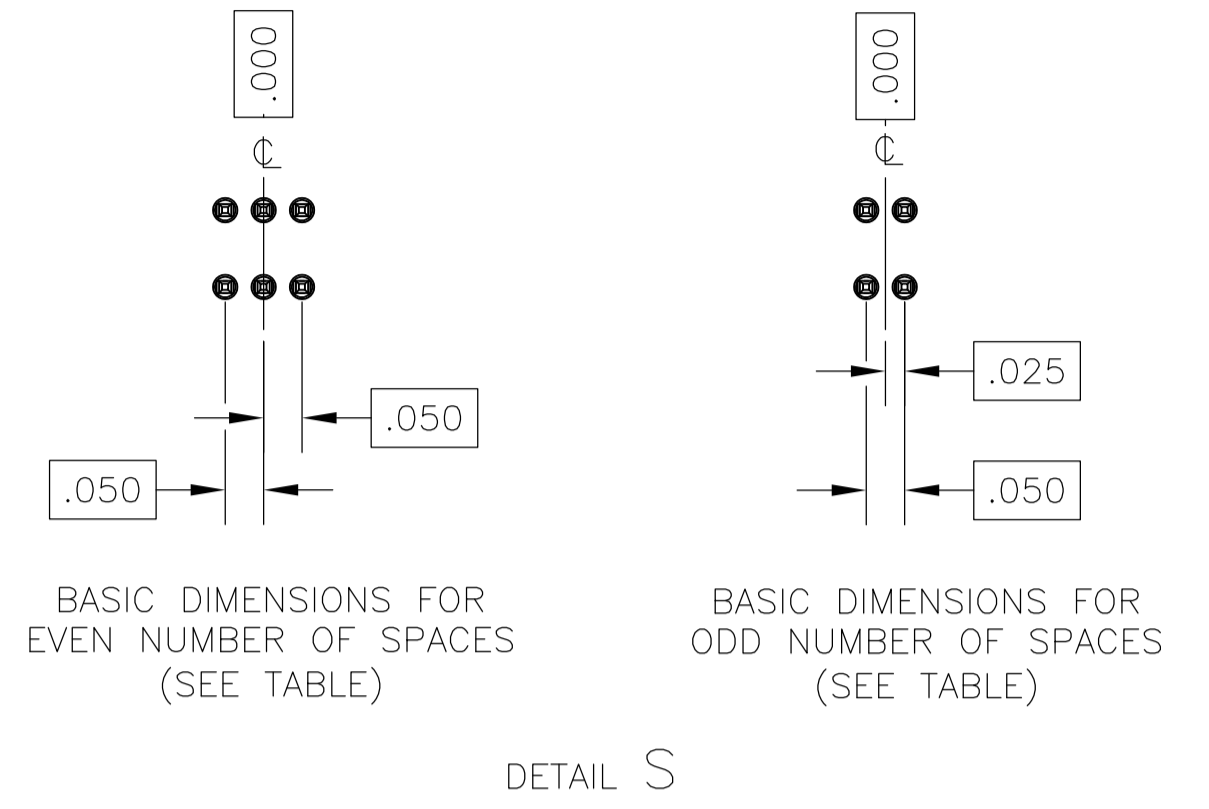 .000
℄
.050
.050
BASIC DIMENSIONS FOR
EVEN NUMBER OF SPACES
(SEE TABLE)
.000
℄
.025
.050
BASIC DIMENSIONS FOR
ODD NUMBER OF SPACES
(SEE TABLE)
DETAIL S